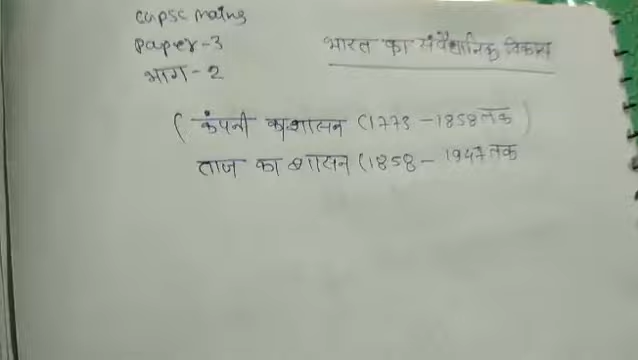 cgpsc mains
paper-3
भाग-2
भारत का संवैधानिक विकास
( कंपनी का शासन (1773-1858 तक )
ताज का शासन (1858-1947 तक